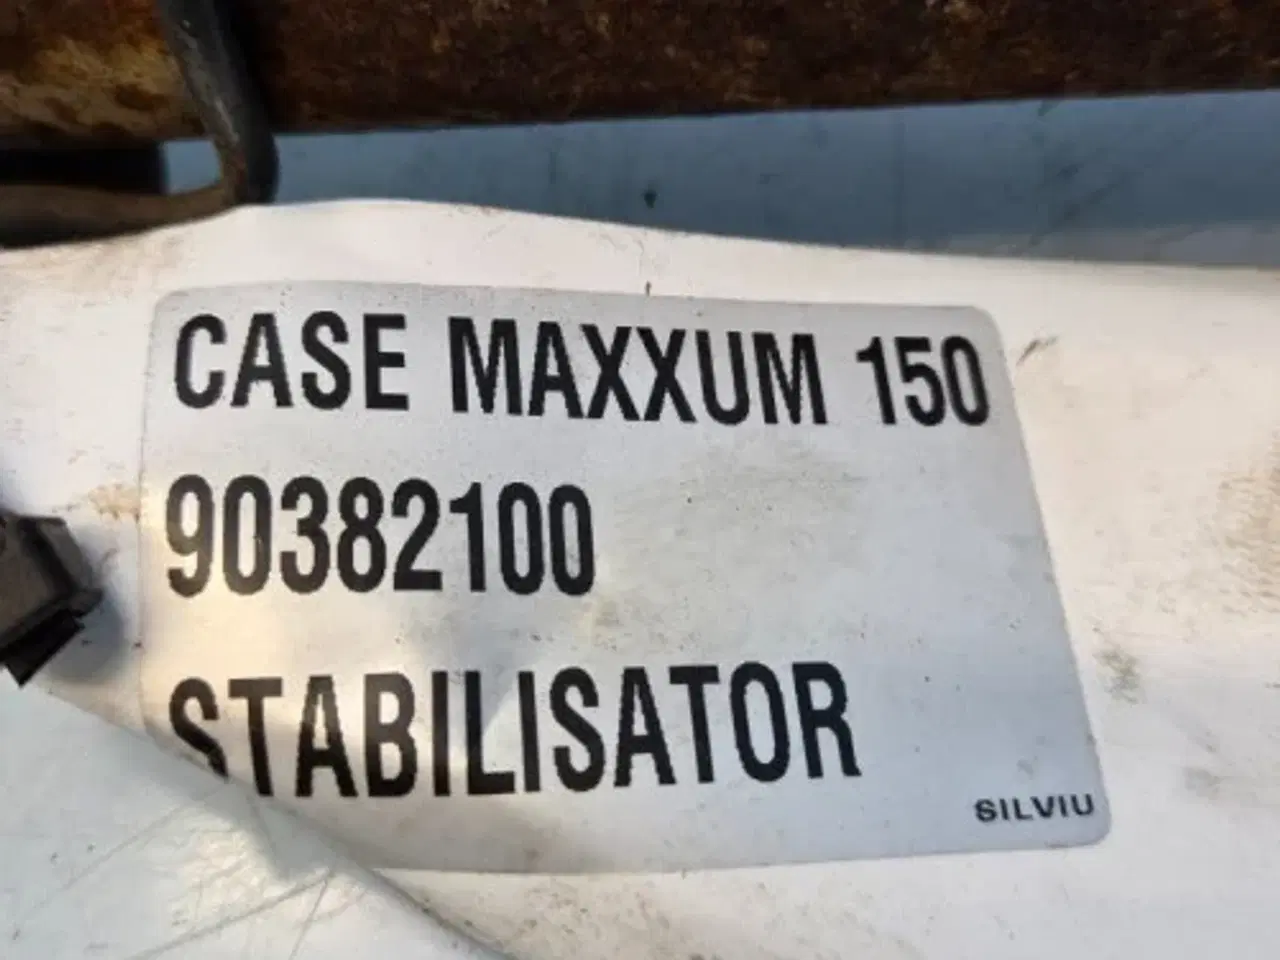 CASE MAXXUM 150
90382100
STABILISATOR
SILVIU